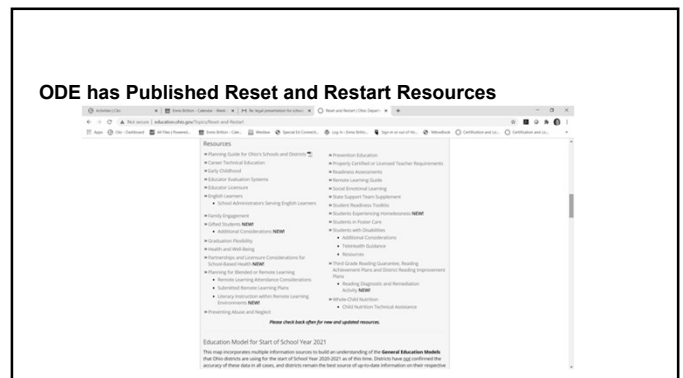 ODE has Published Reset and Restart Resources
Not secure | education.ohio.gov/Topics/Reset-and-Restart
Resources
Planning Guide for Ohio's Schools and Districts
Career Technical Education
Early Childhood
Educator Evaluation Systems
Educator Licensure
English Learners
School Administrators Serving English Learners
Family Engagement
Gifted Students NEW!
Additional Considerations NEW!
Graduation Flexibility
Health and Well-Being
Partnerships and Licensure Considerations for
School-Based Health NEW!
Planning for Blended or Remote Learning
Remote Learning Attendance Considerations
Submitted Remote Learning Plans
Literacy Instruction within Remote Learning
Environments NEW!
Preventing Abuse and Neglect
Prevention Education
Properly Certified or Licensed Teacher Requirements
Readiness Assessments
Remote Learning Guide
Social Emotional Learning
State Support Team Supplement
Student Readiness Toolkits
Students Experiencing Homelessness NEW!
Students in Foster Care
Students with Disabilities
Additional Considerations
TeleHealth Guidance
Resources
Third Grade Reading Guarantee, Reading
Achievement Plans and District Reading Improvement
Plans
Reading Diagnostic and Remediation
Activity NEW!
Whole-Child Nutrition
Child Nutrition Technical Assistance
Please check back often for new and updated resources.
Education Model for Start of School Year 2021
This map incorporates multiple information sources to build an understanding of the General Education Models
that Ohio districts are using for the start of School Year 2020-2021 as of this time. Districts have not confirmed the
accuracy of these data in all cases, and districts remain the best source of up-to-date information on their respective